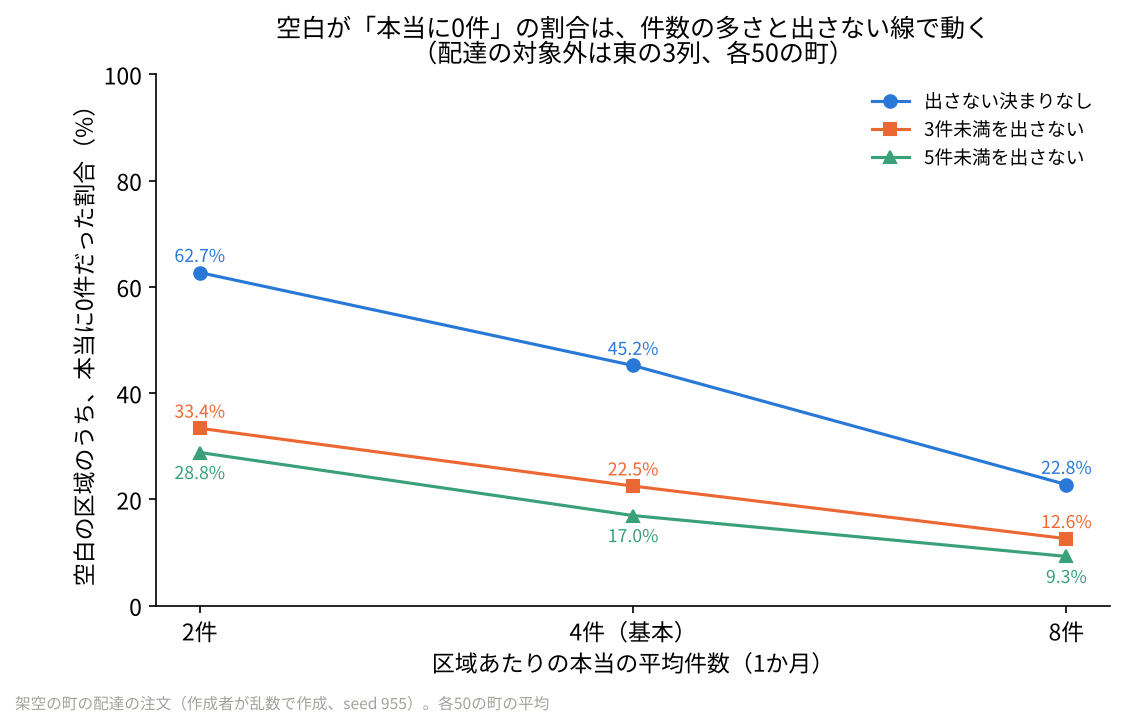 空白が「本当に0件」の割合は、件数の多さと出さない線で動く
（配達の対象外は東の3列、各50の町）
空白の区域のうち、本当に0件だった割合（%）
100
80
60
40
20
0
出さない決まりなし
3件未満を出さない
5件未満を出さない
62.7%
45.2%
22.8%
33.4%
22.5%
12.6%
28.8%
17.0%
9.3%
2件
4件（基本）
8件
区域あたりの本当の平均件数（1か月）
架空の町の配達の注文（作成者が乱数で作成、seed 955）。各50の町の平均